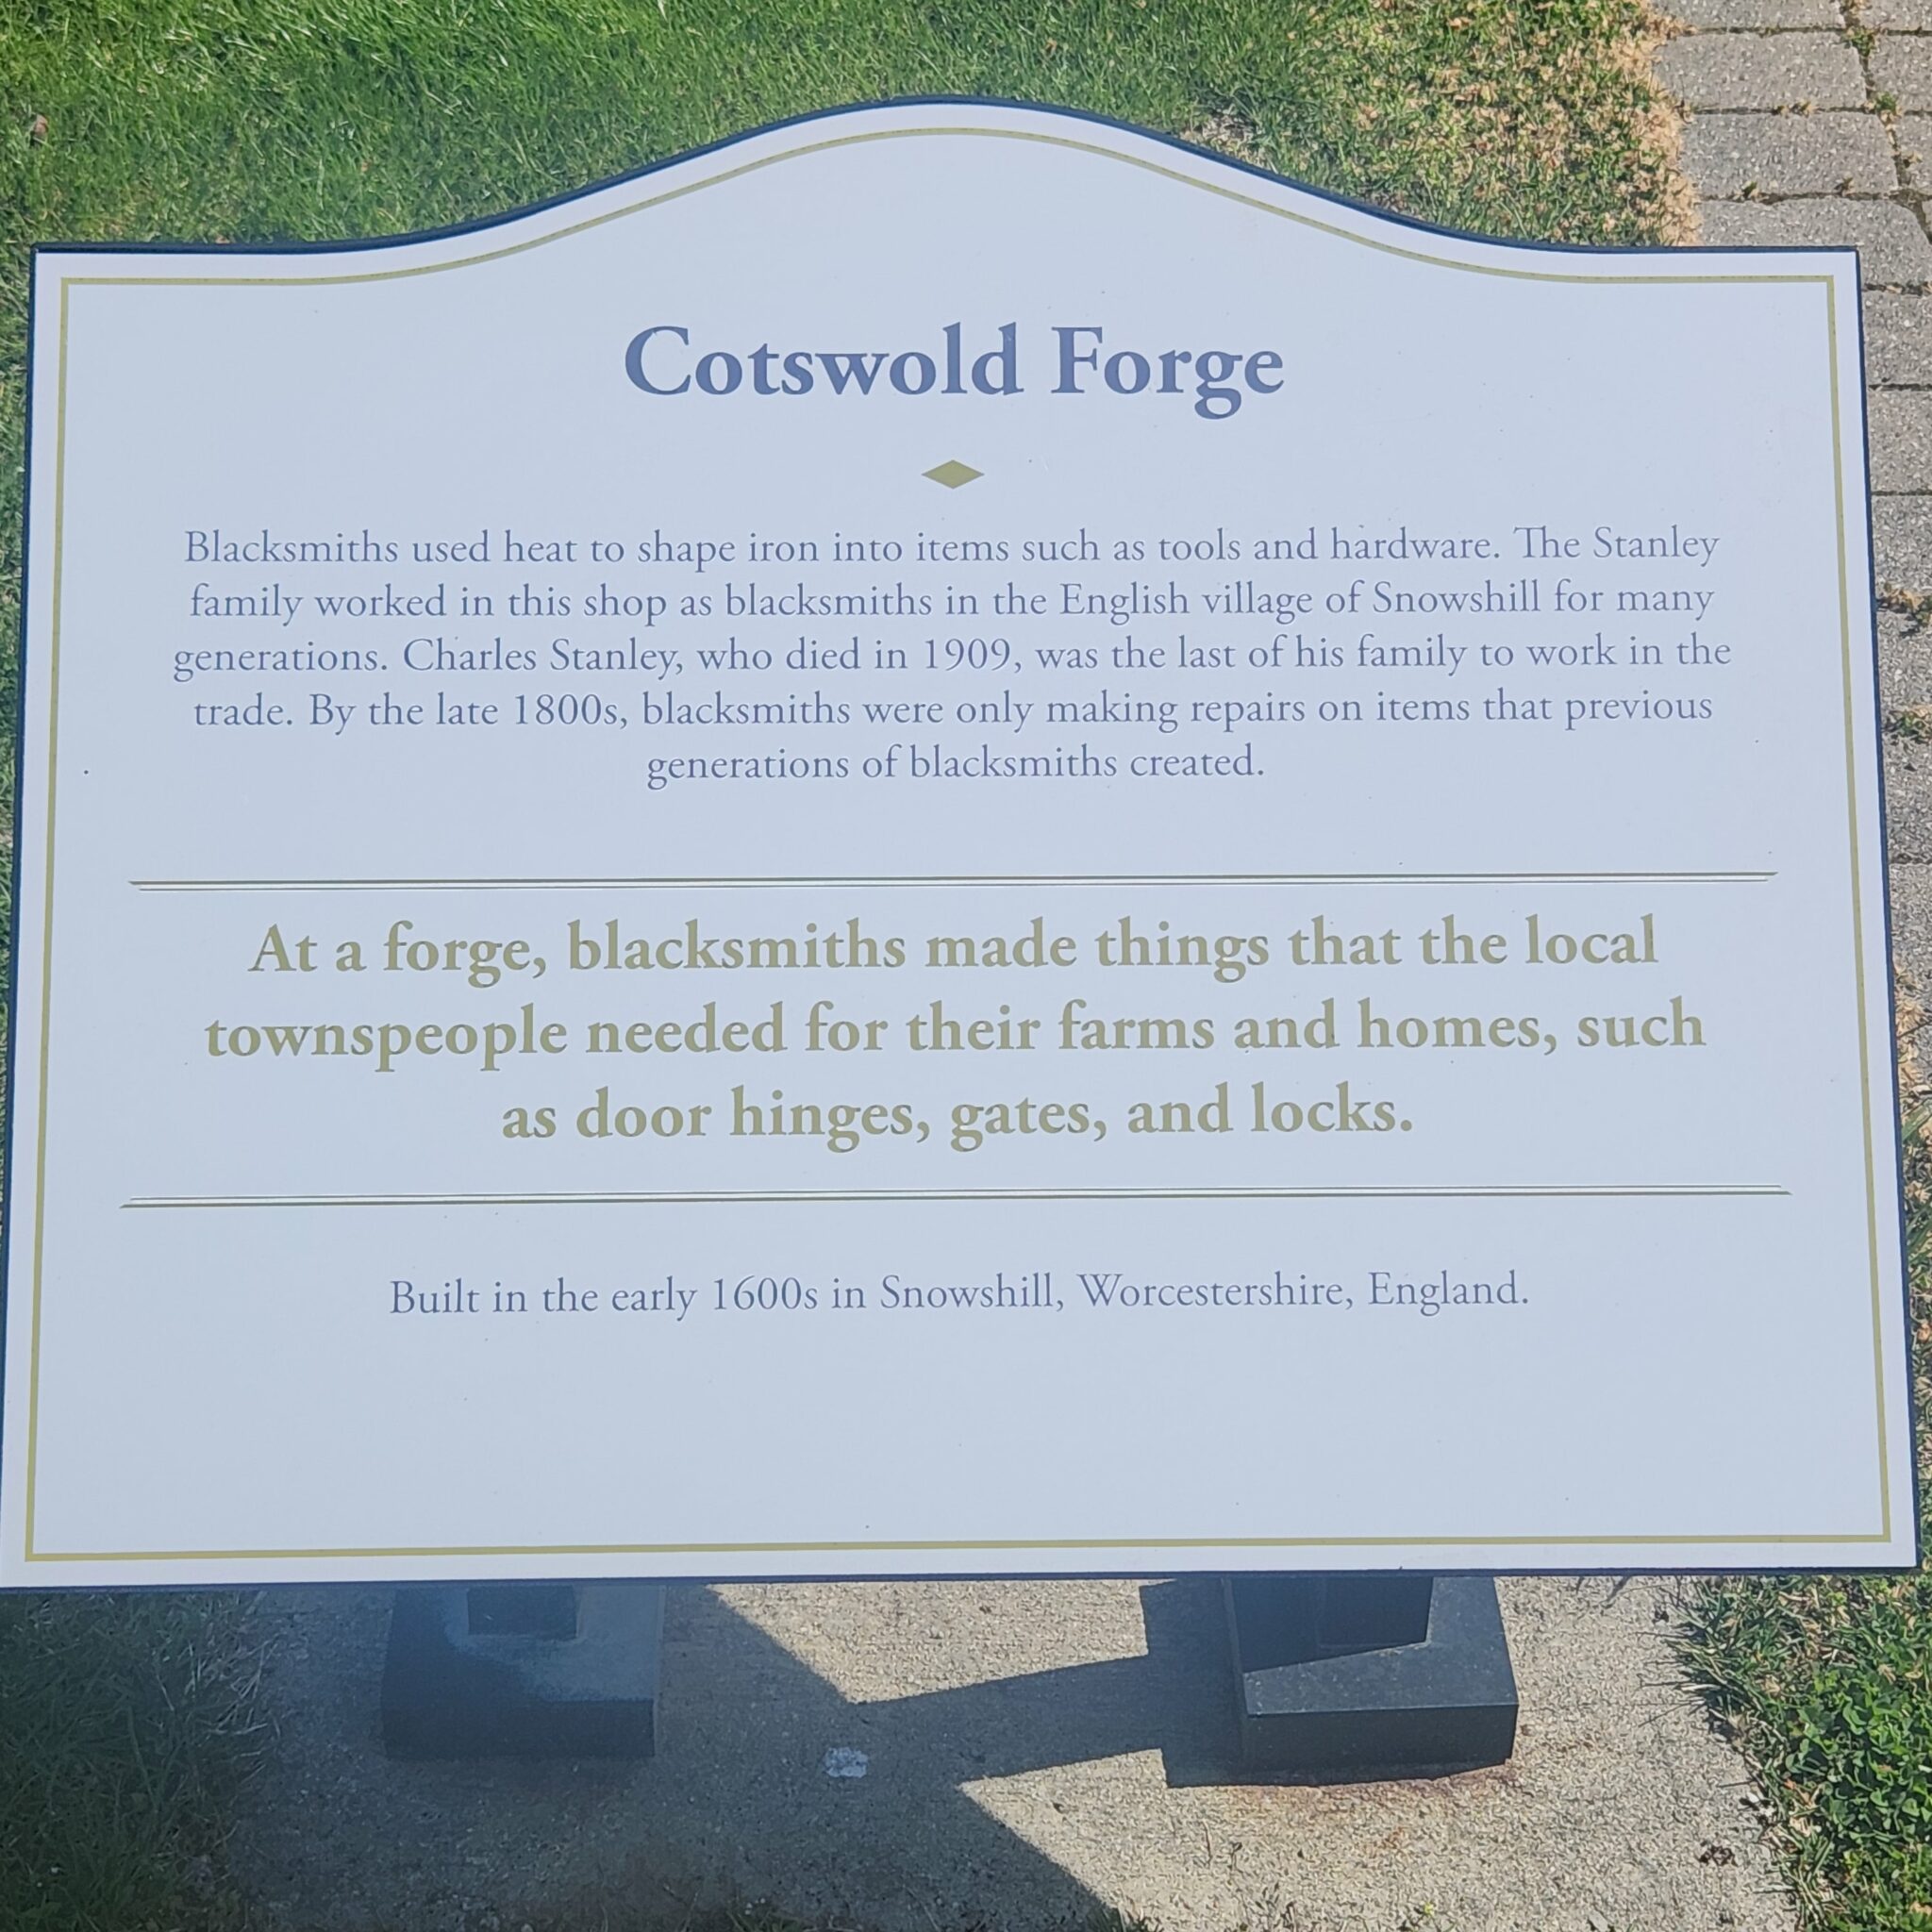 Cotswold Forge
Blacksmiths used heat to shape iron into items such as tools and hardware. The Stanley
family worked in this shop as blacksmiths in the English village of Snowshill for many
generations. Charles Stanley, who died in 1909, was the last of his family to work in the
trade. By the late 1800s, blacksmiths were only making repairs on items that previous
generations of blacksmiths created.
At a forge, blacksmiths made things that the local
townspeople needed for their farms and homes, such
as door hinges, gates, and locks.
Built in the early 1600s in Snowshill, Worcestershire, England.